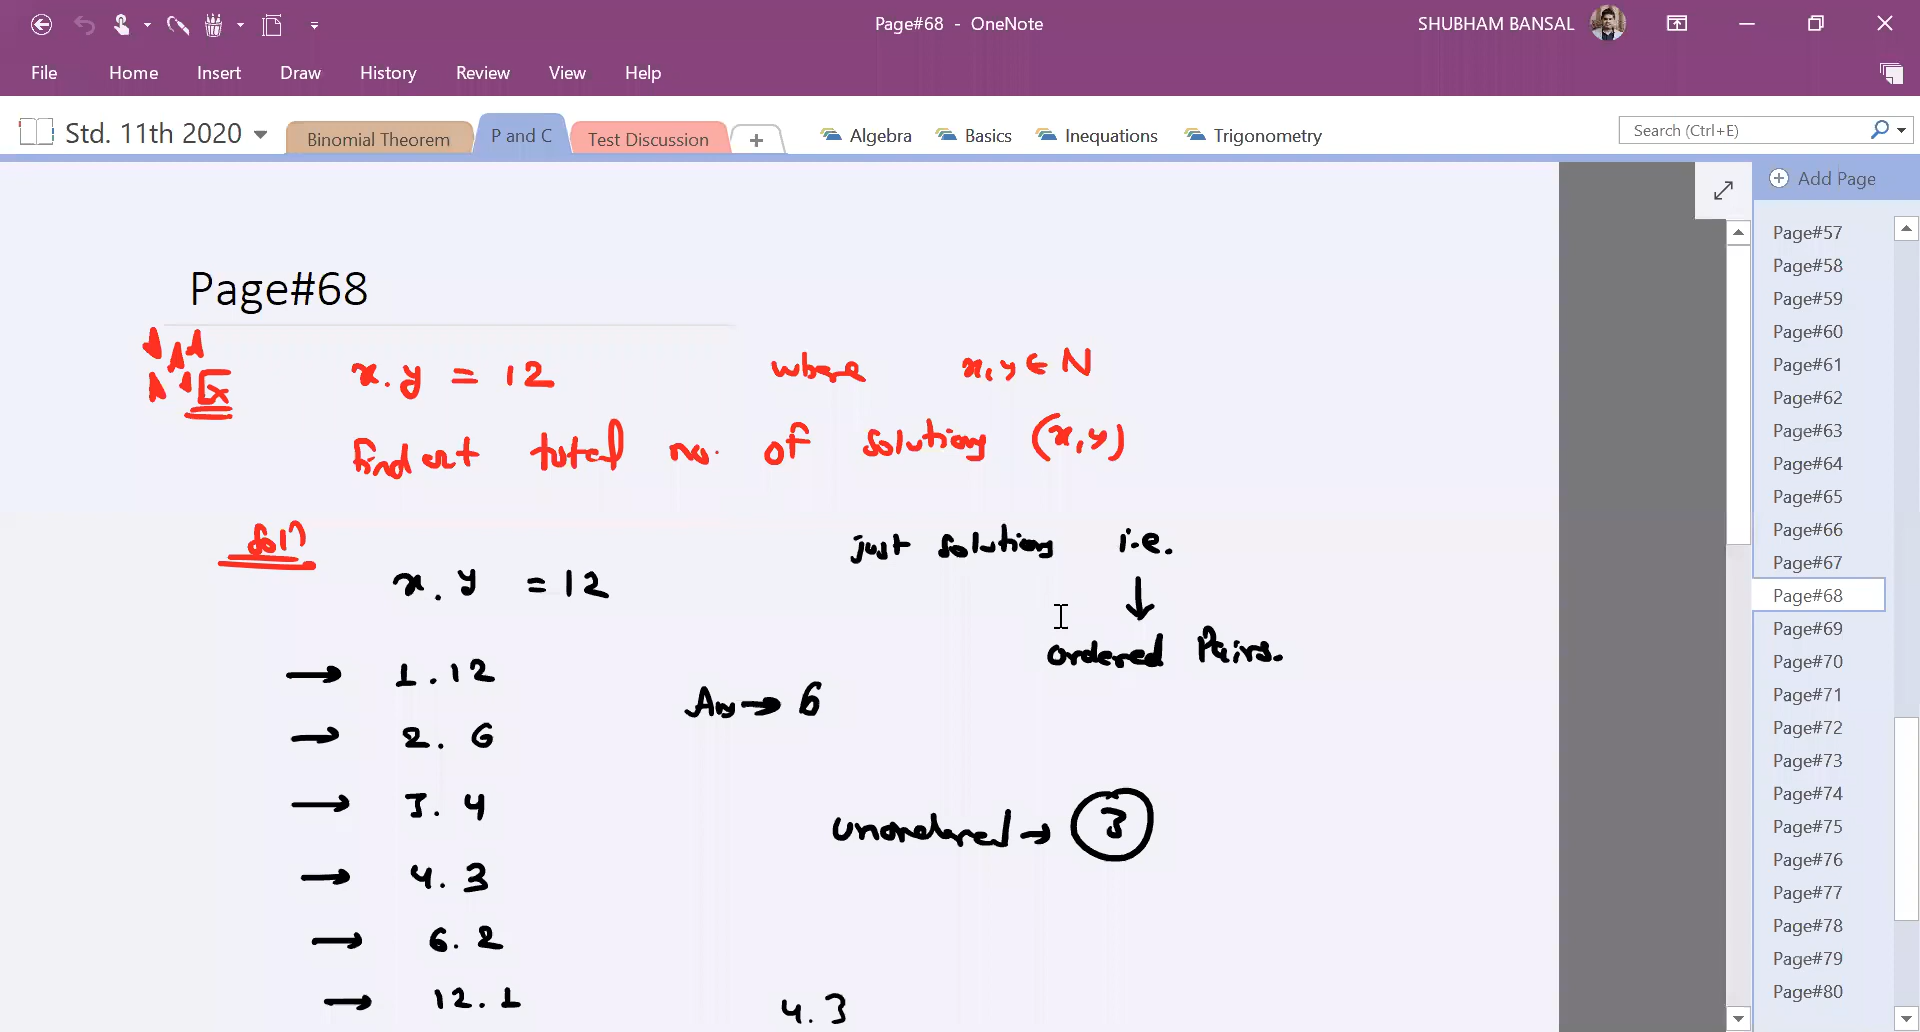 Page#68 - OneNote
SHUBHAM BANSAL
File Home Insert Draw History Review View Help
Std. 11th 2020
Binomial Theorem
P and C
Test Discussion
Algebra
Basics
Inequations
Trigonometry
Search (Ctrl+E)
Add Page
Page#68
x.y = 12 where x,y ∈ N
Find out total no. of solutions (x,y)
Soln
x.y = 12
just solutions i.e.
↓
ordered Pairs.
→ 1.12
→ 2.6
→ 3.4
→ 4.3
→ 6.2
→ 12.1
Ans → 6
unordered → 3
4.3
Page#57
Page#58
Page#59
Page#60
Page#61
Page#62
Page#63
Page#64
Page#65
Page#66
Page#67
Page#68
Page#69
Page#70
Page#71
Page#72
Page#73
Page#74
Page#75
Page#76
Page#77
Page#78
Page#79
Page#80